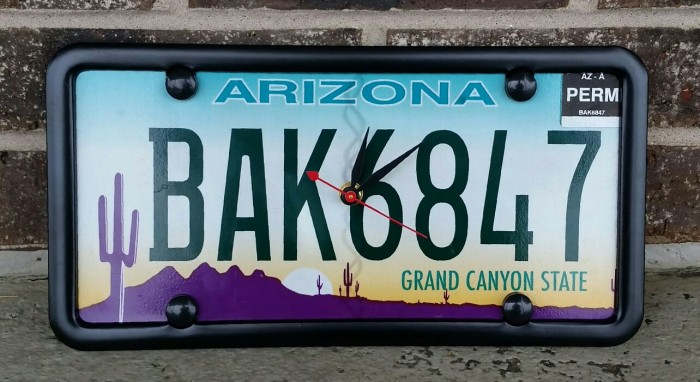 ARIZONA
AZ - A
PERM
BAK6847
BAK6847
GRAND CANYON STATE